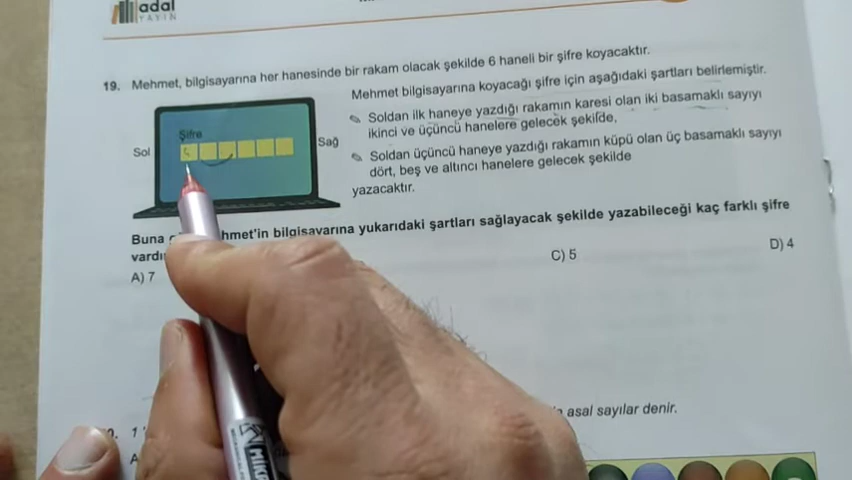 adal
YAYIN
19. Mehmet, bilgisayarına her hanesinde bir rakam olacak şekilde 6 haneli bir şifre koyacaktır.
Mehmet bilgisayarına koyacağı şifre için aşağıdaki şartları belirlemiştir.
Soldan ilk haneye yazdığı rakamın karesi olan iki basamaklı sayıyı
ikinci ve üçüncü hanelere gelecek şekilde,
Soldan üçüncü haneye yazdığı rakamın küpü olan üç basamaklı sayıyı
dört, beş ve altıncı hanelere gelecek şekilde
yazacaktır.
Şifre
Sol
Sağ
Buna hmet'in bilgisayarına yukarıdaki şartları sağlayacak şekilde yazabileceği kaç farklı şifre
vardı
A) 7
C) 5
D) 4
asal sayılar denir.